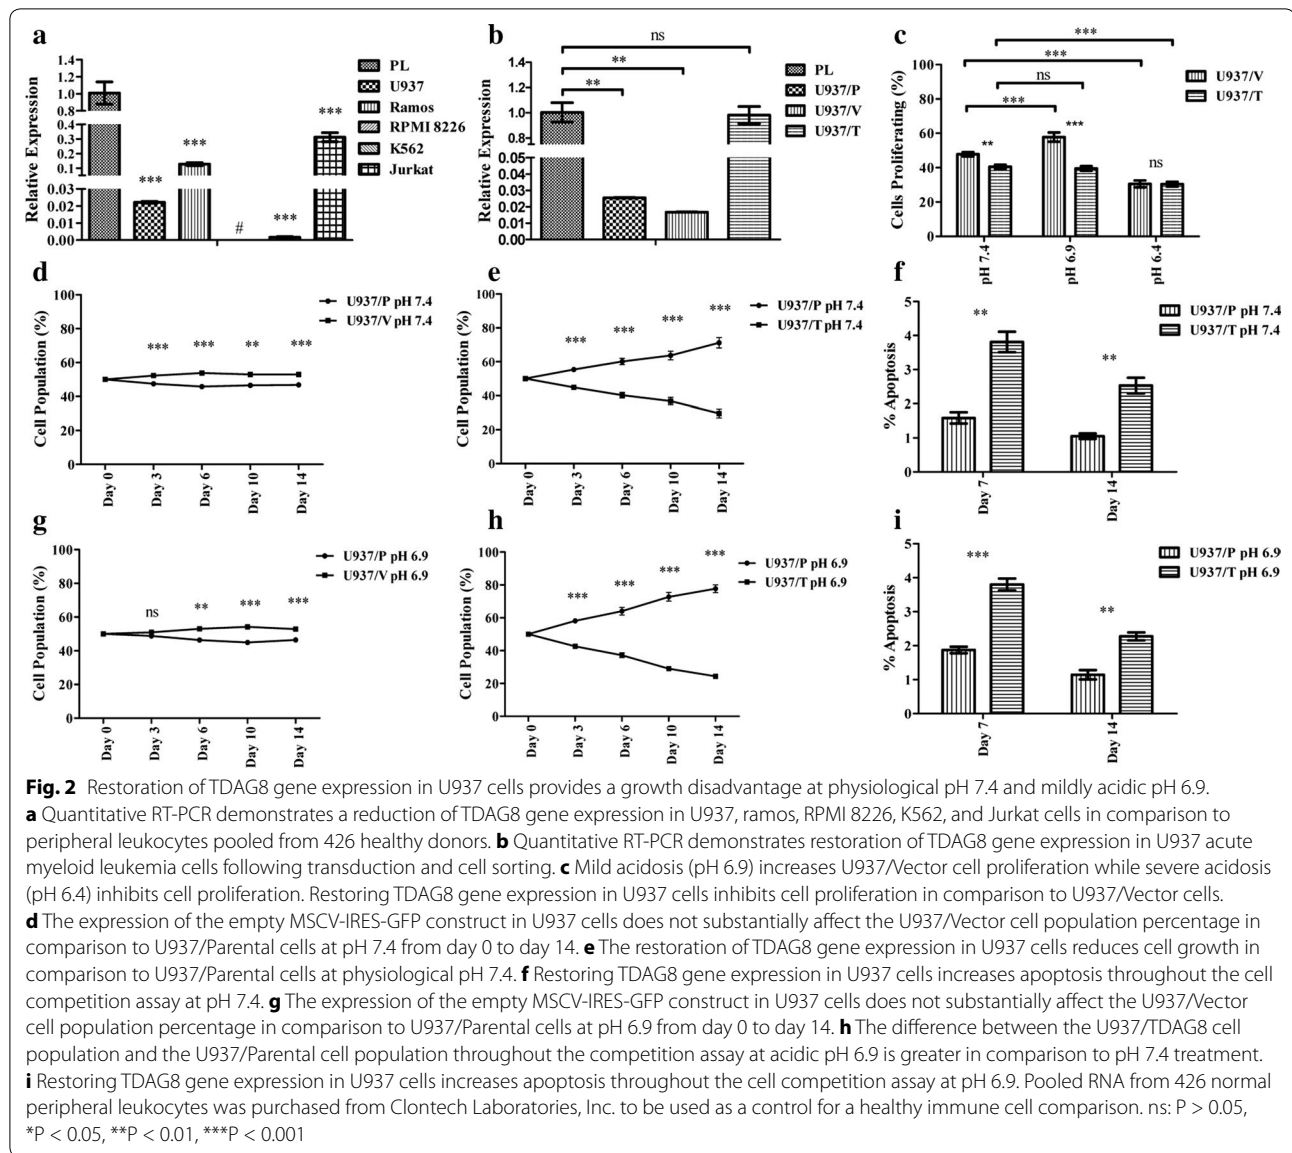 a
Relative Expression
1.4
1.2
1.0
0.8
0.5
0.3
0.1
0.03
0.02
0.01
0.00
***
***
#
***
***
PL
U937
Ramos
RPMI 8226
K562
Jurkat
b
Relative Expression
1.4
1.2
1.0
0.8
0.05
0.04
0.03
0.02
0.01
0.00
ns
**
**
PL
U937/P
U937/V
U937/T
c
Cells Proliferating (%)
100
80
60
40
20
0
***
***
ns
***
**
***
ns
pH 7.4
pH 6.9
pH 6.4
U937/V
U937/T
d
Cell Population (%)
100
80
60
40
20
0
***
***
**
***
Day 0
Day 3
Day 6
Day 10
Day 14
U937/P pH 7.4
U937/V pH 7.4
e
Cell Population (%)
100
80
60
40
20
0
***
***
***
***
Day 0
Day 3
Day 6
Day 10
Day 14
U937/P pH 7.4
U937/T pH 7.4
f
% Apoptosis
5
4
3
2
1
0
**
**
Day 7
Day 14
U937/P pH 7.4
U937/T pH 7.4
g
Cell Population (%)
100
80
60
40
20
0
ns
**
***
***
Day 0
Day 3
Day 6
Day 10
Day 14
U937/P pH 6.9
U937/V pH 6.9
h
Cell Population (%)
100
80
60
40
20
0
***
***
***
***
Day 0
Day 3
Day 6
Day 10
Day 14
U937/P pH 6.9
U937/T pH 6.9
i
% Apoptosis
5
4
3
2
1
0
***
**
Day 7
Day 14
U937/P pH 6.9
U937/T pH 6.9
Fig. 2 Restoration of TDAG8 gene expression in U937 cells provides a growth disadvantage at physiological pH 7.4 and mildly acidic pH 6.9.
a Quantitative RT-PCR demonstrates a reduction of TDAG8 gene expression in U937, ramos, RPMI 8226, K562, and Jurkat cells in comparison to
peripheral leukocytes pooled from 426 healthy donors. b Quantitative RT-PCR demonstrates restoration of TDAG8 gene expression in U937 acute
myeloid leukemia cells following transduction and cell sorting. c Mild acidosis (pH 6.9) increases U937/Vector cell proliferation while severe acidosis
(pH 6.4) inhibits cell proliferation. Restoring TDAG8 gene expression in U937 cells inhibits cell proliferation in comparison to U937/Vector cells.
d The expression of the empty MSCV-IRES-GFP construct in U937 cells does not substantially affect the U937/Vector cell population percentage in
comparison to U937/Parental cells at pH 7.4 from day 0 to day 14. e The restoration of TDAG8 gene expression in U937 cells reduces cell growth in
comparison to U937/Parental cells at physiological pH 7.4. f Restoring TDAG8 gene expression in U937 cells increases apoptosis throughout the cell
competition assay at pH 7.4. g The expression of the empty MSCV-IRES-GFP construct in U937 cells does not substantially affect the U937/Vector
cell population percentage in comparison to U937/Parental cells at pH 6.9 from day 0 to day 14. h The difference between the U937/TDAG8 cell
population and the U937/Parental cell population throughout the competition assay at acidic pH 6.9 is greater in comparison to pH 7.4 treatment.
i Restoring TDAG8 gene expression in U937 cells increases apoptosis throughout the cell competition assay at pH 6.9. Pooled RNA from 426 normal
peripheral leukocytes was purchased from Clontech Laboratories, Inc. to be used as a control for a healthy immune cell comparison. ns: P > 0.05,
*P < 0.05, **P < 0.01, ***P < 0.001